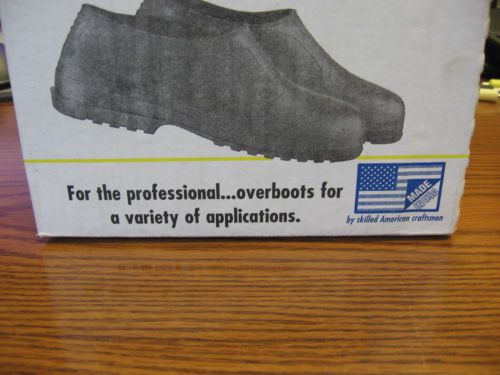 For the professional...overboots for
a variety of applications.
MADE
by skilled American craftsmen